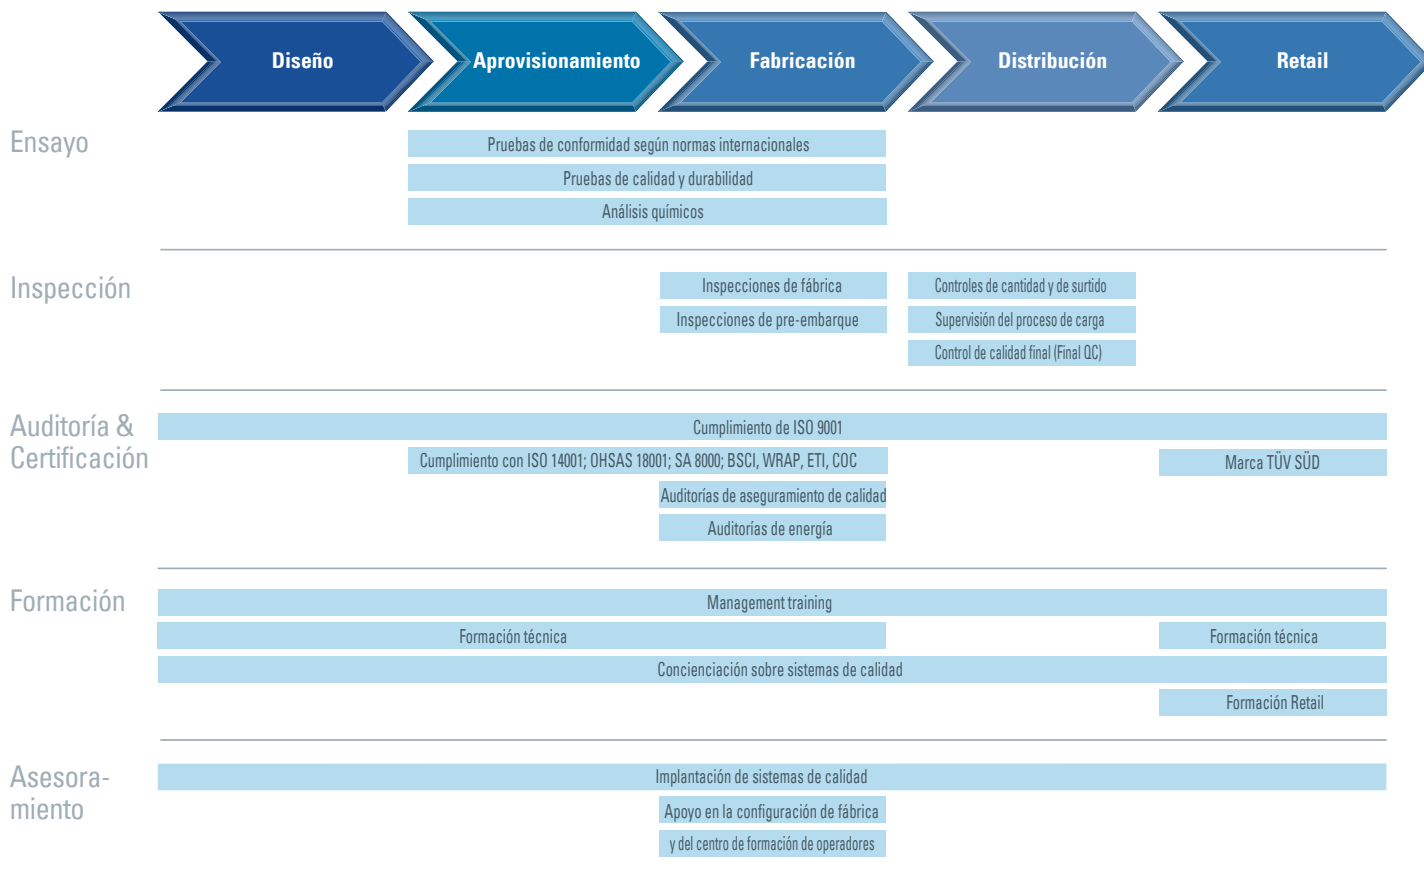 Diseño
Aprovisionamiento
Fabricación
Distribución
Retail
Ensayo
Pruebas de conformidad según normas internacionales
Pruebas de calidad y durabilidad
Análisis químicos
Inspección
Inspecciones de fábrica
Controles de cantidad y de surtido
Inspecciones de pre-embarque
Supervisión del proceso de carga
Control de calidad final (Final QC)
Auditoría &
Certificación
Cumplimiento de ISO 9001
Cumplimiento con ISO 14001; OHSAS 18001; SA 8000; BSCI, WRAP, ETI, COC
Marca TÜV SÜD
Auditorías de aseguramiento de calidad
Auditorías de energía
Formación
Management training
Formación técnica
Formación técnica
Concienciación sobre sistemas de calidad
Formación Retail
Asesora-
miento
Implantación de sistemas de calidad
Apoyo en la configuración de fábrica
y del centro de formación de operadores